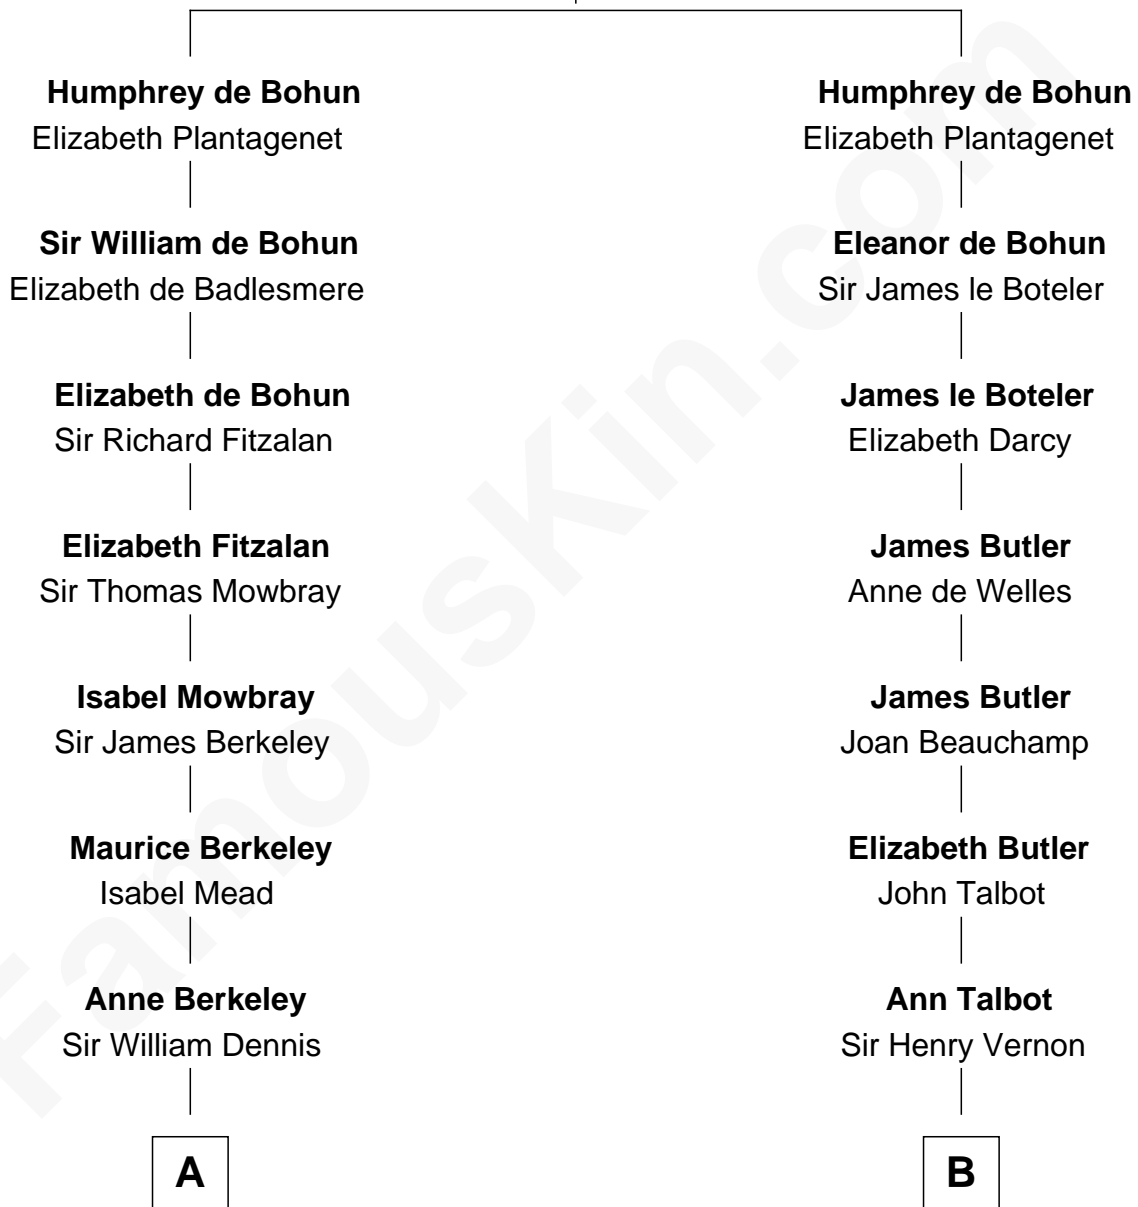 Humphrey de Bohun
Elizabeth Plantagenet
Sir William de Bohun
Elizabeth de Badlesmere
Elizabeth de Bohun
Sir Richard Fitzalan
Elizabeth Fitzalan
Sir Thomas Mowbray
Isabel Mowbray
Sir James Berkeley
Maurice Berkeley
Isabel Mead
Anne Berkeley
Sir William Dennis
A
Humphrey de Bohun
Elizabeth Plantagenet
Eleanor de Bohun
Sir James le Boteler
James le Boteler
Elizabeth Darcy
James Butler
Anne de Welles
James Butler
Joan Beauchamp
Elizabeth Butler
John Talbot
Ann Talbot
Sir Henry Vernon
B
FamousKin.com